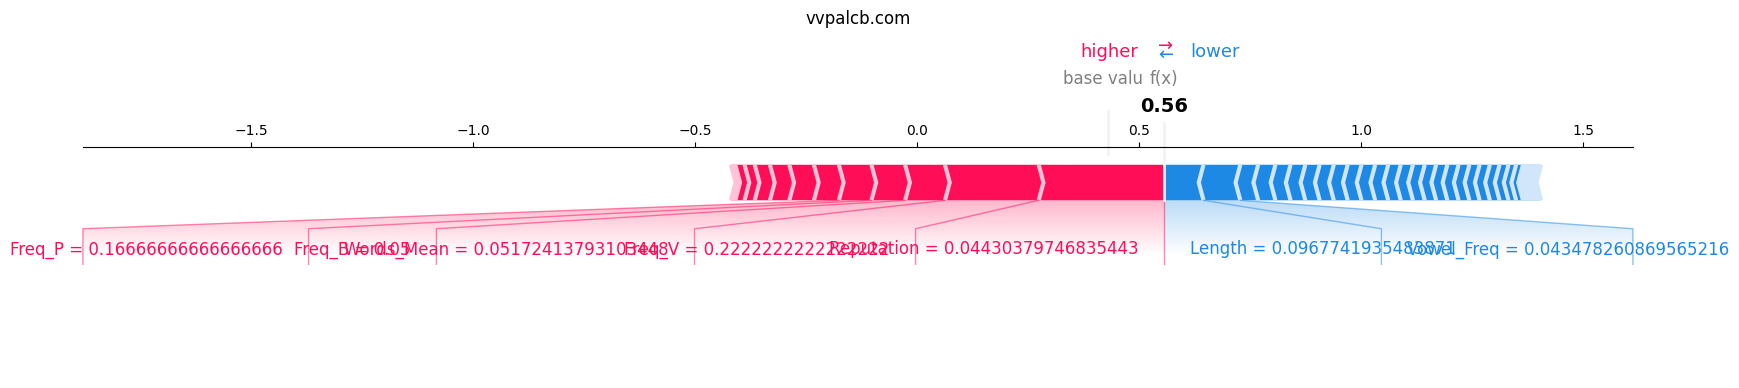 vvpalcb.com
higher ⇄ lower
base valu f(x)
0.56
−1.5 −1.0 −0.5 0.0 0.5 1.0 1.5
Freq_P = 0.16666666666666666 Freq_B = 0.05 Words_Mean = 0.05172413793103448 Freq_V = 0.2222222222222222 Reputation = 0.04430379746835443 Length = 0.0967741935483871 Vowel_Freq = 0.043478260869565216